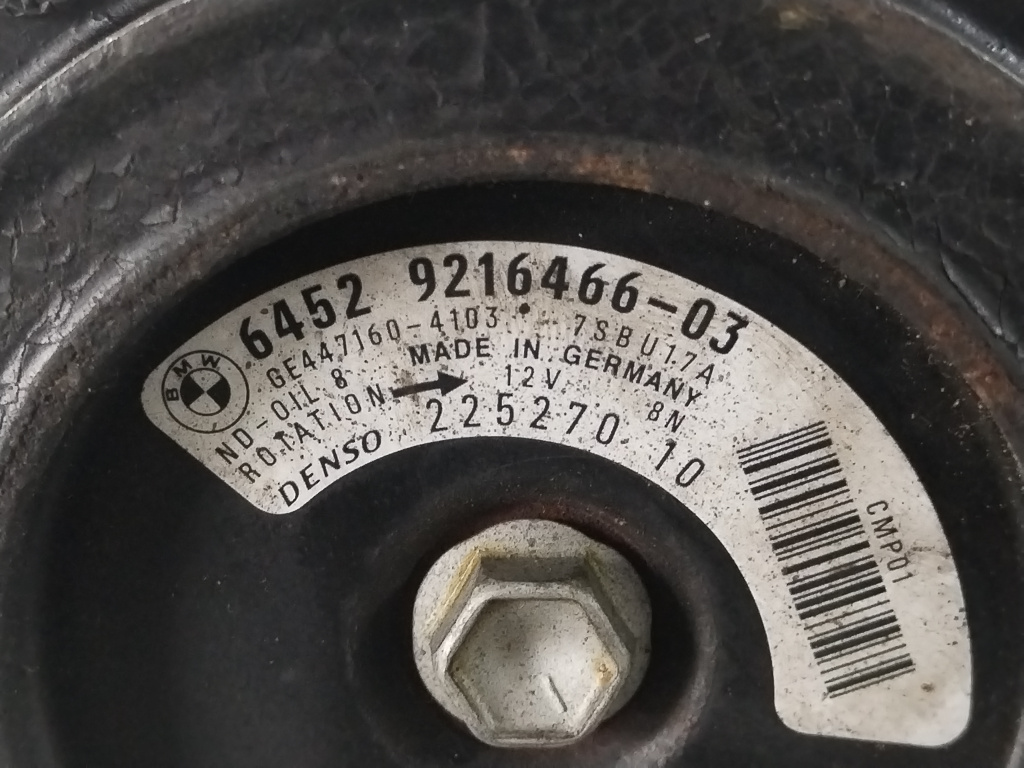 BMW
6452 9216466-03
GE447160-4103 7SBU17A
MADE IN GERMANY
ND-OIL 8
ROTATION → 12V 8N
DENSO 225270 10
CMP01